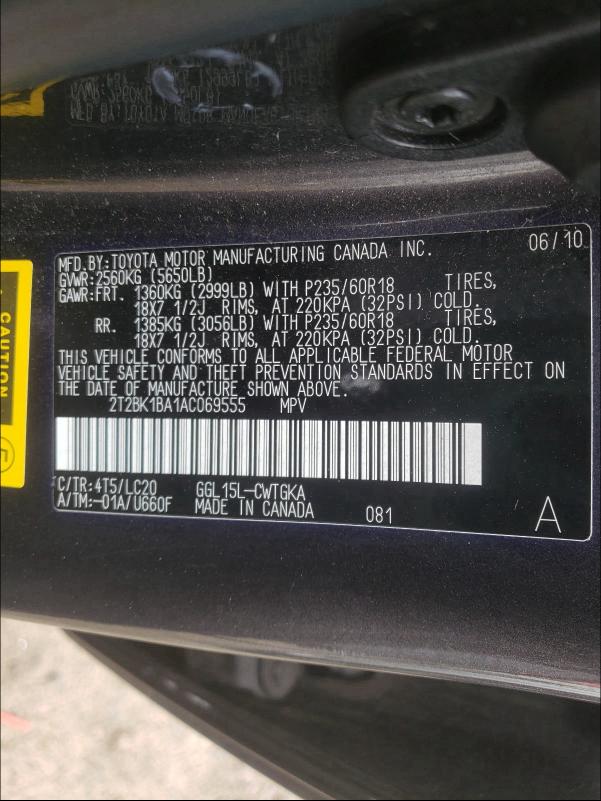 MFD.BY:TOYOTA MOTOR MANUFACTURING CANADA INC. 06/10
GVWR:2560KG (5650LB)
GAWR:FRT. 1360KG (2999LB) WITH P235/60R18 TIRES,
18X7 1/2J RIMS, AT 220KPA (32PSI) COLD.
RR. 1385KG (3056LB) WITH P235/60R18 TIRES,
18X7 1/2J RIMS, AT 220KPA (32PSI) COLD.
THIS VEHICLE CONFORMS TO ALL APPLICABLE FEDERAL MOTOR
VEHICLE SAFETY AND THEFT PREVENTION STANDARDS IN EFFECT ON
THE DATE OF MANUFACTURE SHOWN ABOVE.
2T2BK1BA1AC069555 MPV
C/TR:4T5/LC20 GGL15L-CWTGKA
A/TM:-01A/U660F MADE IN CANADA 081 A
CAUTION